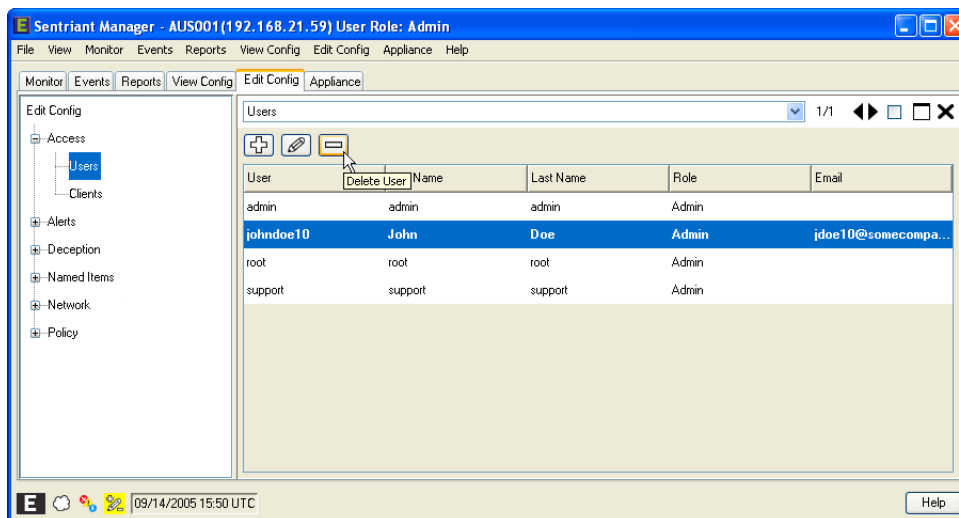 E Sentriant Manager - AUS001(192.168.21.59) User Role: Admin
File View Monitor Events Reports View Config Edit Config Appliance Help
Monitor Events Reports View Config Edit Config Appliance
Edit Config
Access
Users
Clients
Alerts
Deception
Named Items
Network
Policy
Users 1/1
Delete User
User Name Last Name Role Email
admin admin admin Admin
johndoe10 John Doe Admin jdoe10@somecompa...
root root root Admin
support support support Admin
E 09/14/2005 15:50 UTC Help